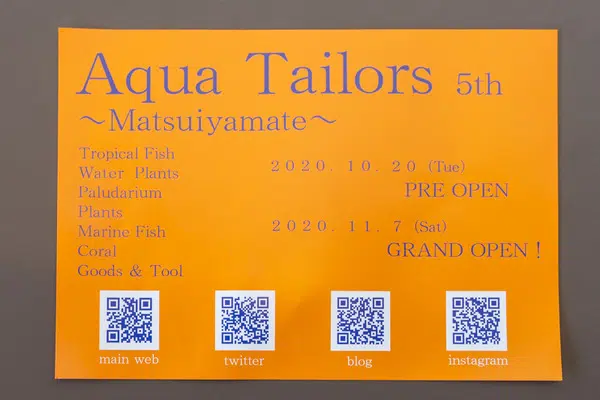 Aqua Tailors 5th
～Matsuiyamate～
Tropical Fish
Water Plants
Paludarium
Plants
Marine Fish
Coral
Goods & Tool
2020. 10. 20 (Tue)
PRE OPEN
2020. 11. 7 (Sat)
GRAND OPEN！
main web
twitter
blog
instagram